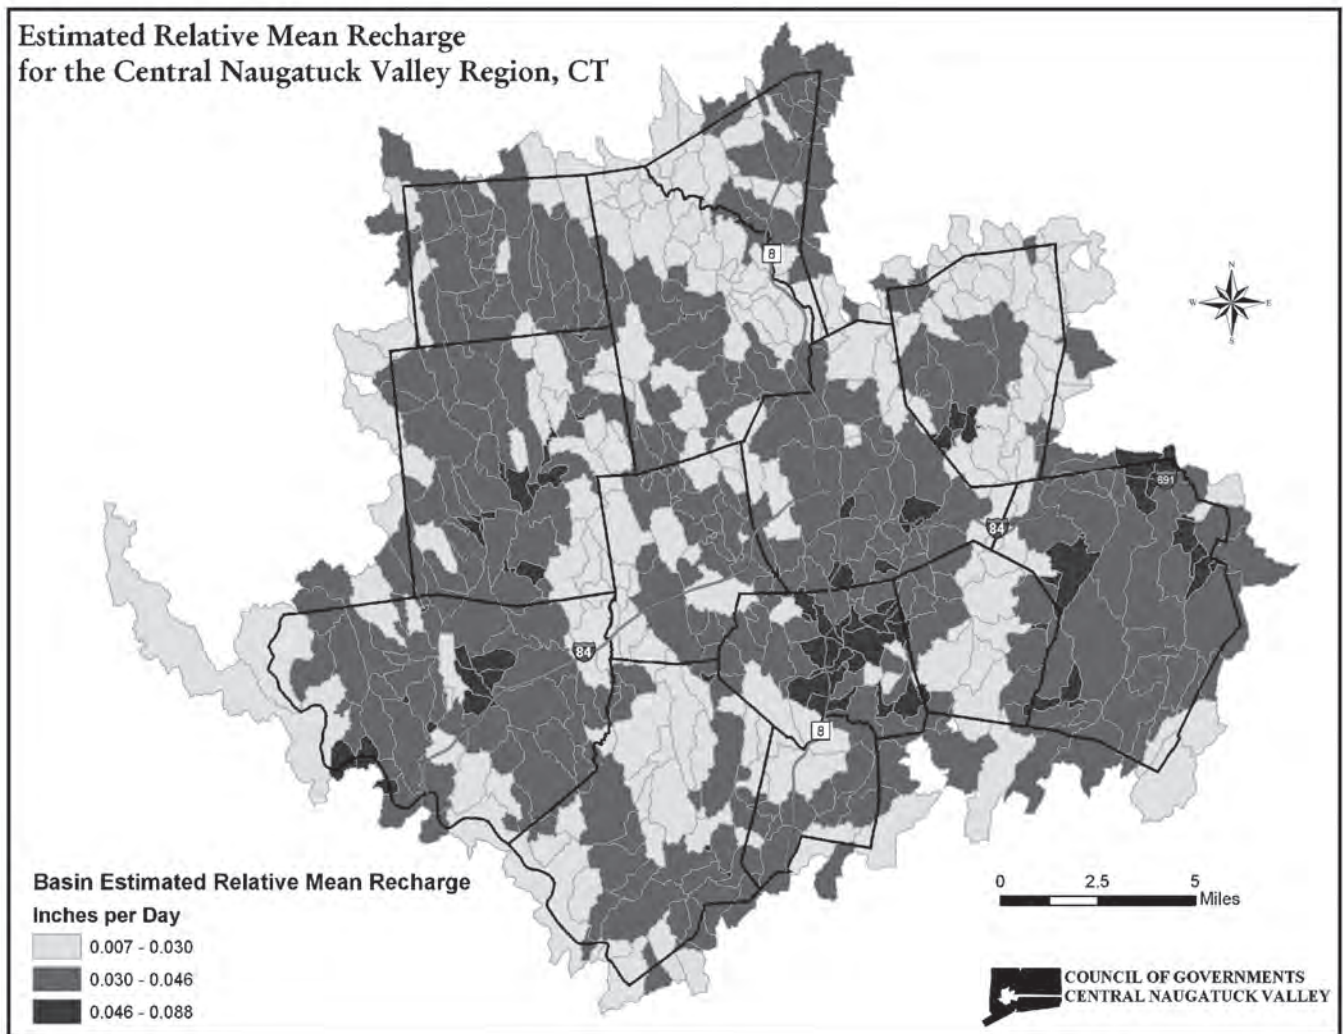 Estimated Relative Mean Recharge
for the Central Naugatuck Valley Region, CT
8
N
W
E
S
691
84
84
8
Basin Estimated Relative Mean Recharge
Inches per Day
0.007 - 0.030
0.030 - 0.046
0.046 - 0.088
0 2.5 5
Miles
COUNCIL OF GOVERNMENTS
CENTRAL NAUGATUCK VALLEY